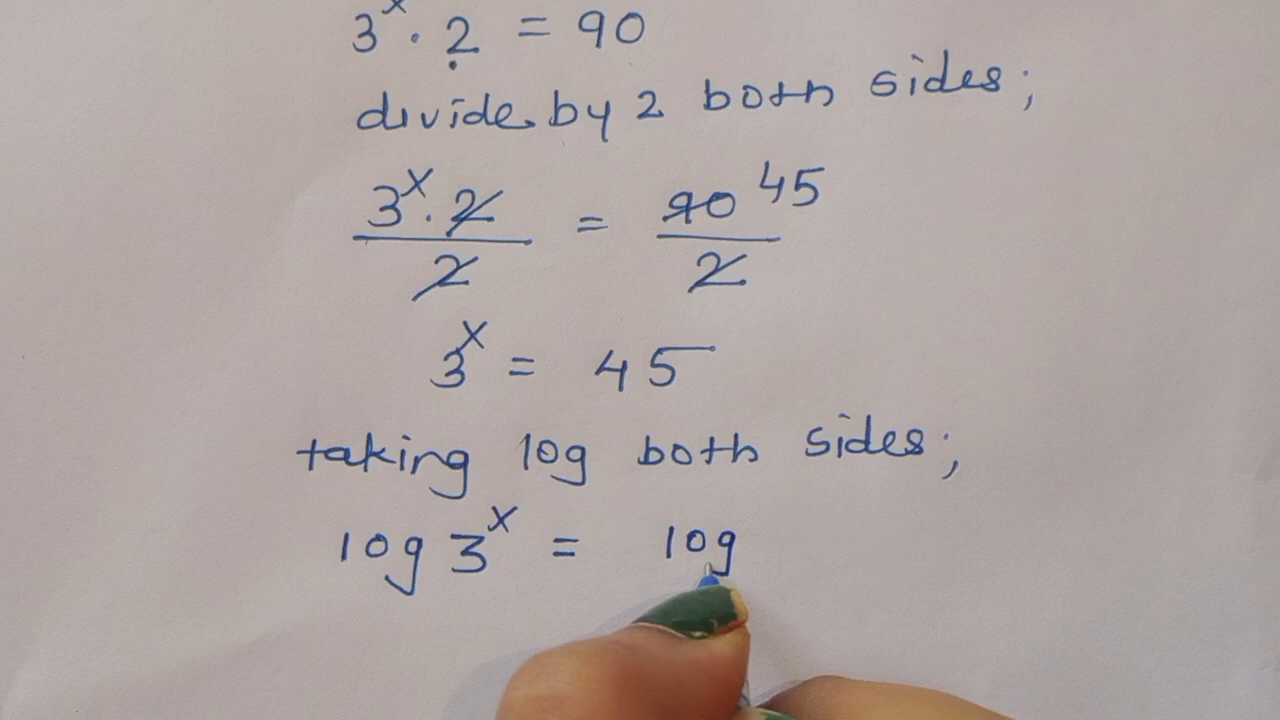 3^x · 2 = 90
divide by 2 both sides;
3^x · 2 / 2 = 90 45 / 2
3^x = 45
taking log both sides;
log 3^x = log